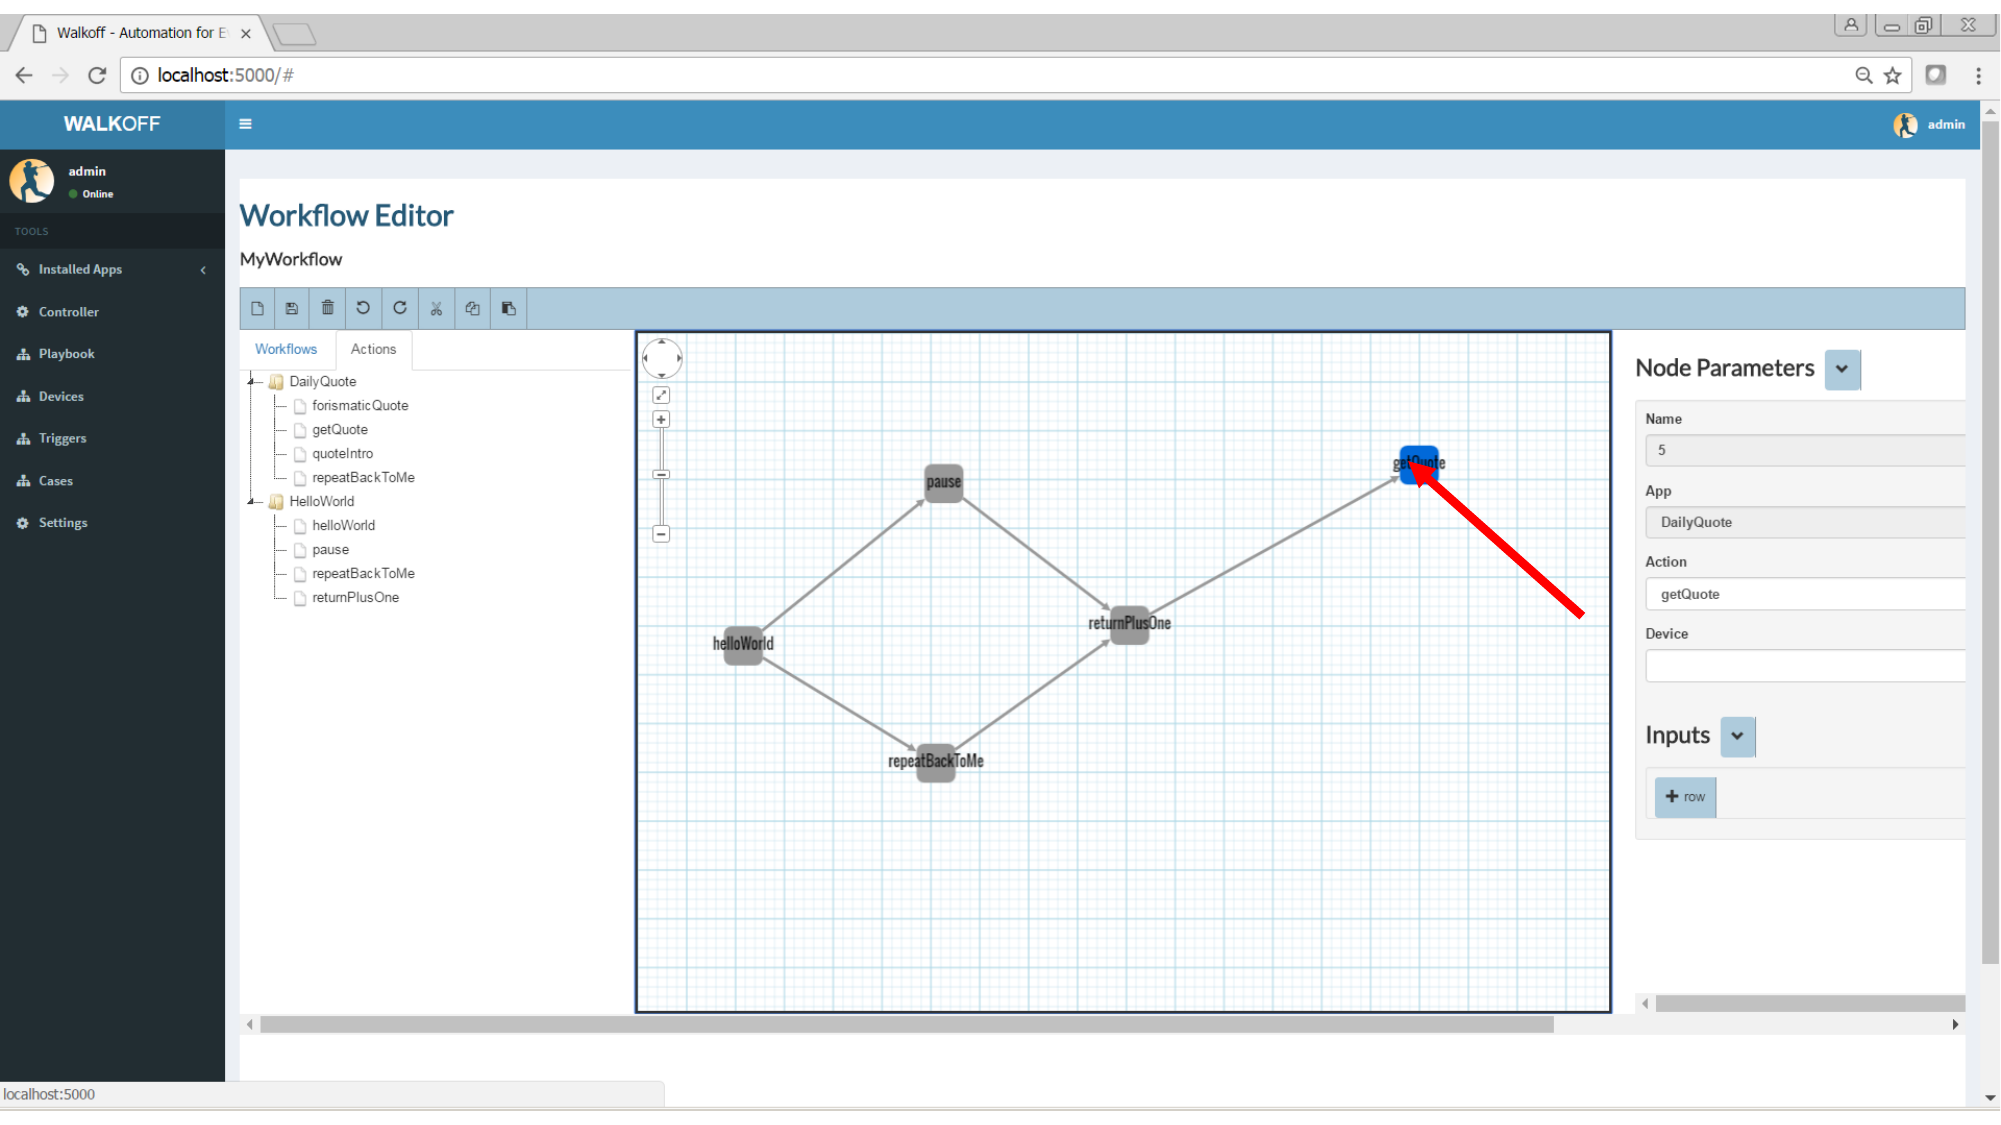 Walkoff - Automation for E
localhost:5000/#
WALKOFF
admin
admin
Online
TOOLS
Installed Apps
Controller
Playbook
Devices
Triggers
Cases
Settings
Workflow Editor
MyWorkflow
Workflows Actions
DailyQuote
forismaticQuote
getQuote
quoteIntro
repeatBackToMe
HelloWorld
helloWorld
pause
repeatBackToMe
returnPlusOne
getQuote
pause
returnPlusOne
helloWorld
repeatBackToMe
Node Parameters
Name
5
App
DailyQuote
Action
getQuote
Device
Inputs
row
localhost:5000